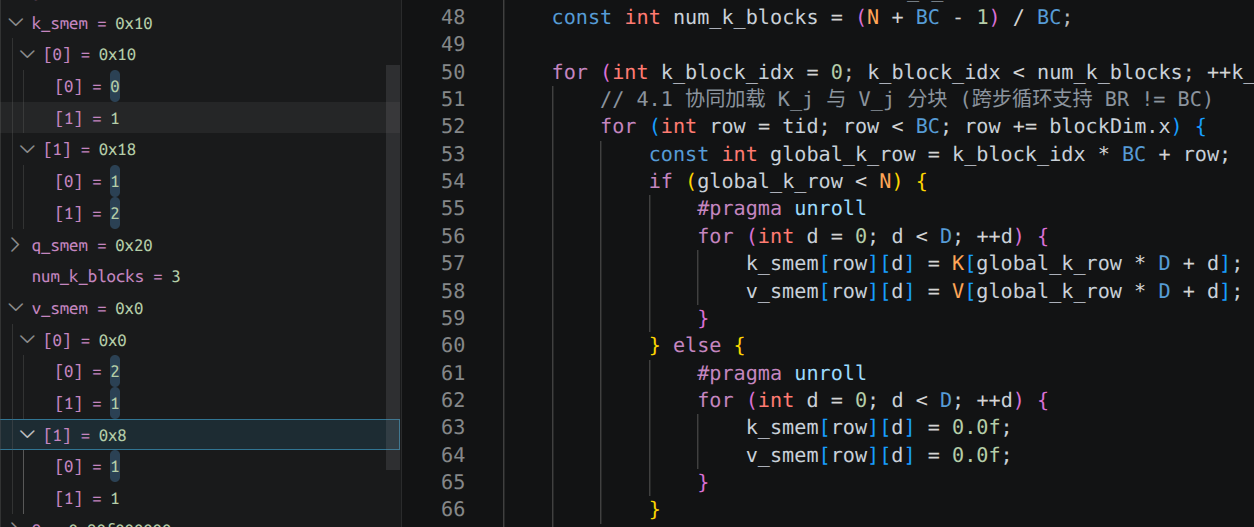 k_smem = 0x10
[0] = 0x10
[0] = 0
[1] = 1
[1] = 0x18
[0] = 1
[1] = 2
q_smem = 0x20
num_k_blocks = 3
v_smem = 0x0
[0] = 0x0
[0] = 2
[1] = 1
[1] = 0x8
[0] = 1
[1] = 1
48 const int num_k_blocks = (N + BC - 1) / BC;
49
50 for (int k_block_idx = 0; k_block_idx < num_k_blocks; ++k_
51 // 4.1 协同加载 K_j 与 V_j 分块 (跨步循环支持 BR != BC)
52 for (int row = tid; row < BC; row += blockDim.x) {
53 const int global_k_row = k_block_idx * BC + row;
54 if (global_k_row < N) {
55 #pragma unroll
56 for (int d = 0; d < D; ++d) {
57 k_smem[row][d] = K[global_k_row * D + d];
58 v_smem[row][d] = V[global_k_row * D + d];
59 }
60 } else {
61 #pragma unroll
62 for (int d = 0; d < D; ++d) {
63 k_smem[row][d] = 0.0f;
64 v_smem[row][d] = 0.0f;
65 }
66 }